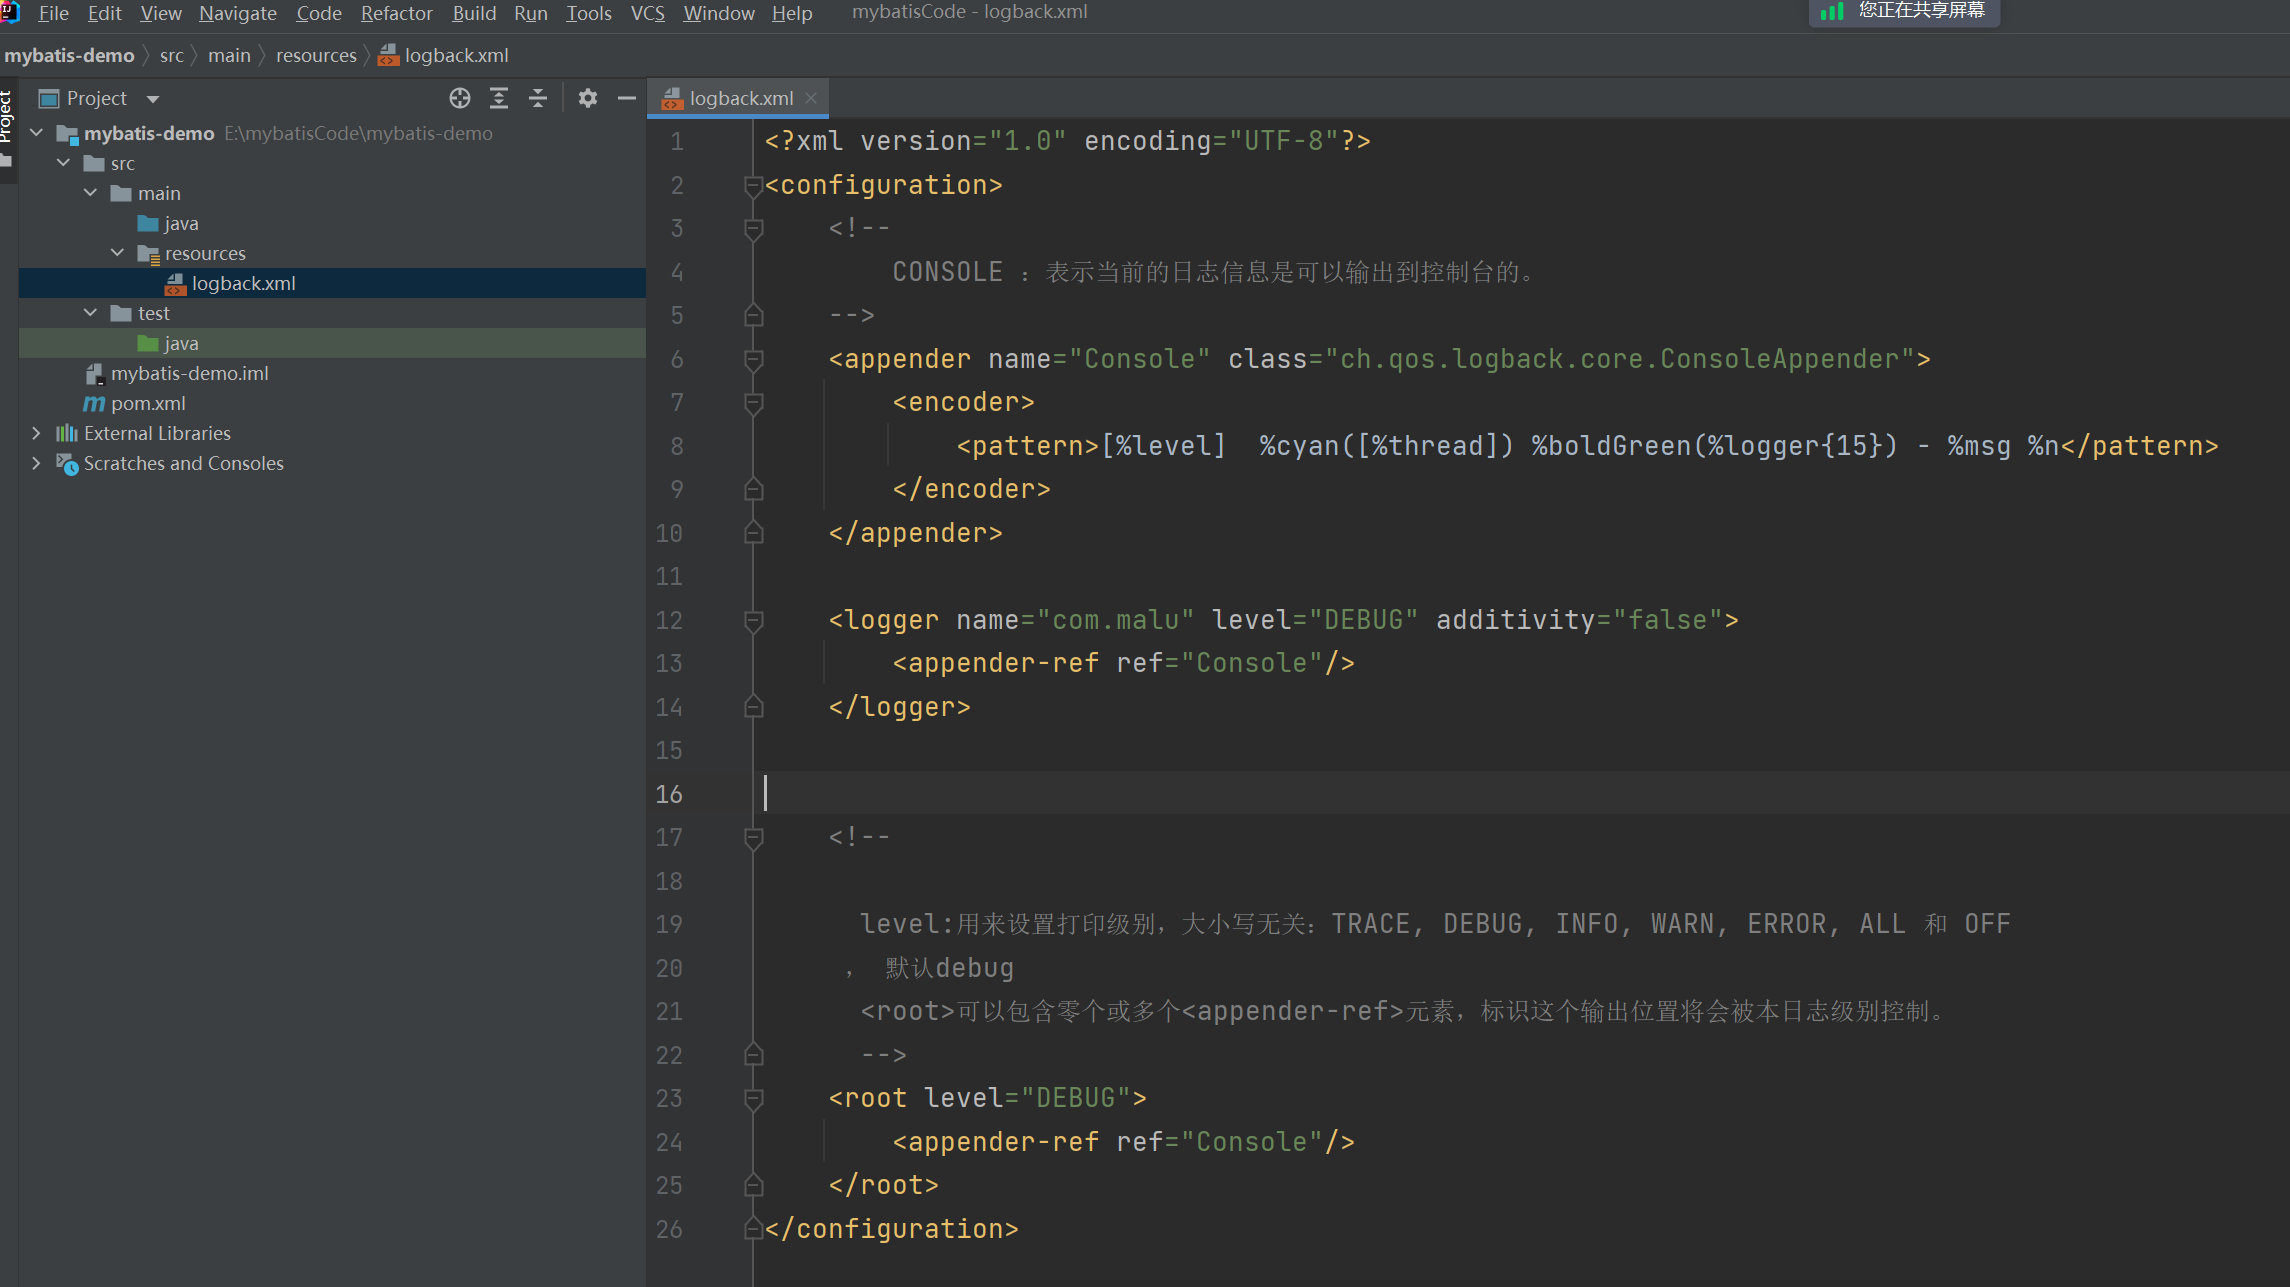 File Edit View Navigate Code Refactor Build Run Tools VCS Window Help mybatisCode - logback.xml 您正在共享屏幕
mybatis-demo src main resources logback.xml
Project
Project
logback.xml
mybatis-demo E:\mybatisCode\mybatis-demo
src
main
java
resources
logback.xml
test
java
mybatis-demo.iml
pom.xml
External Libraries
Scratches and Consoles
1 <?xml version="1.0" encoding="UTF-8"?>
2 <configuration>
3 <!--
4 CONSOLE ：表示当前的日志信息是可以输出到控制台的。
5 -->
6 <appender name="Console" class="ch.qos.logback.core.ConsoleAppender">
7 <encoder>
8 <pattern>[%level]  %cyan([%thread]) %boldGreen(%logger{15}) - %msg %n</pattern>
9 </encoder>
10 </appender>
11
12 <logger name="com.malu" level="DEBUG" additivity="false">
13 <appender-ref ref="Console"/>
14 </logger>
15
16
17 <!--
18
19 level:用来设置打印级别，大小写无关：TRACE, DEBUG, INFO, WARN, ERROR, ALL 和 OFF
20 ， 默认debug
21 <root>可以包含零个或多个<appender-ref>元素，标识这个输出位置将会被本日志级别控制。
22 -->
23 <root level="DEBUG">
24 <appender-ref ref="Console"/>
25 </root>
26 </configuration>